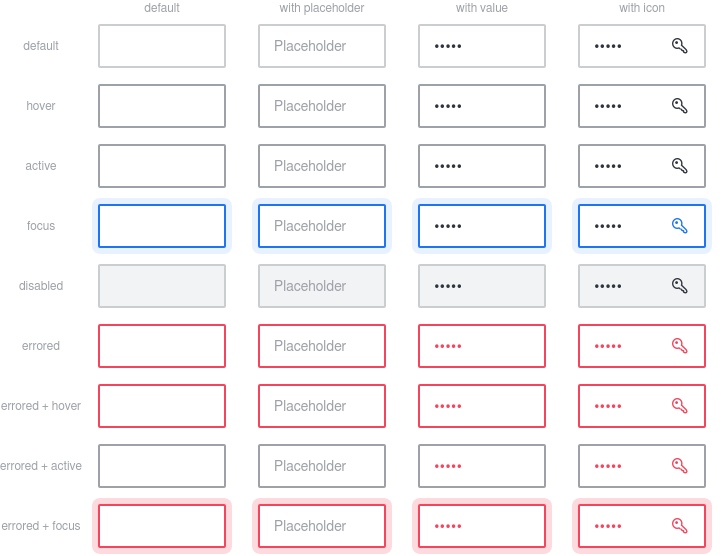 default with placeholder with value with icon
default Placeholder ••••• •••••
hover Placeholder ••••• •••••
active Placeholder ••••• •••••
focus Placeholder ••••• •••••
disabled Placeholder ••••• •••••
errored Placeholder ••••• •••••
errored + hover Placeholder ••••• •••••
errored + active Placeholder ••••• •••••
errored + focus Placeholder ••••• •••••